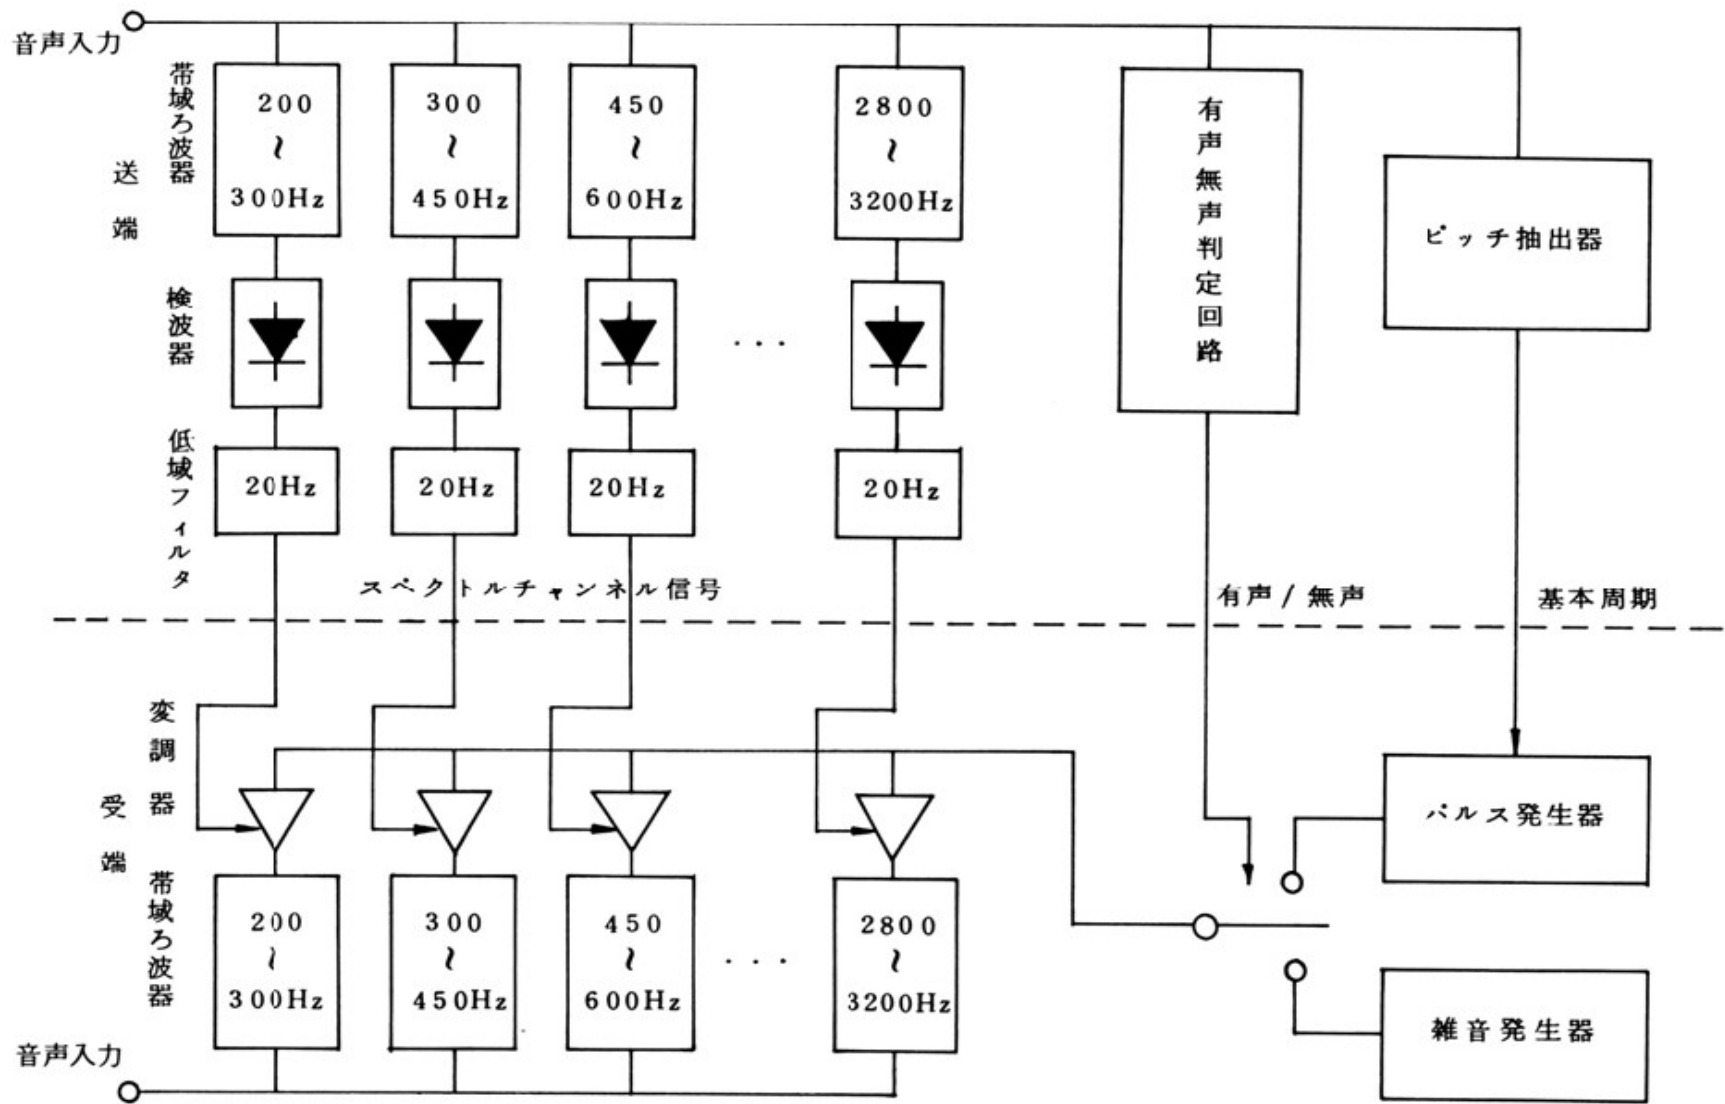 音声入力
帯域ろ波器
送端
200
~
300Hz
300
~
450Hz
450
~
600Hz
2800
~
3200Hz
有声無声判定回路
ピッチ抽出器
検波器
...
低域フィルタ
20Hz
20Hz
20Hz
20Hz
スペクトルチャンネル信号
有声/無声
基本周期
変調器
受端
パルス発生器
帯域ろ波器
200
~
300Hz
300
~
450Hz
450
~
600Hz
...
2800
~
3200Hz
雑音発生器
音声入力